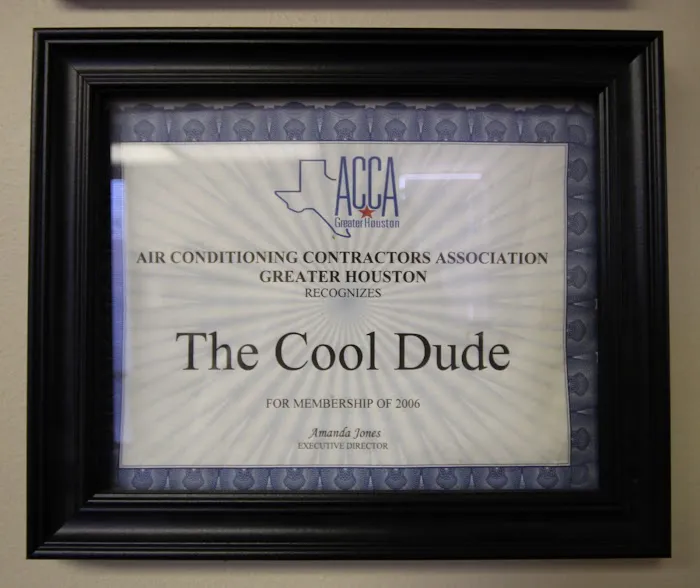 ACCA
Greater Houston
AIR CONDITIONING CONTRACTORS ASSOCIATION
GREATER HOUSTON
RECOGNIZES
The Cool Dude
FOR MEMBERSHIP OF 2006
Amanda Jones
EXECUTIVE DIRECTOR